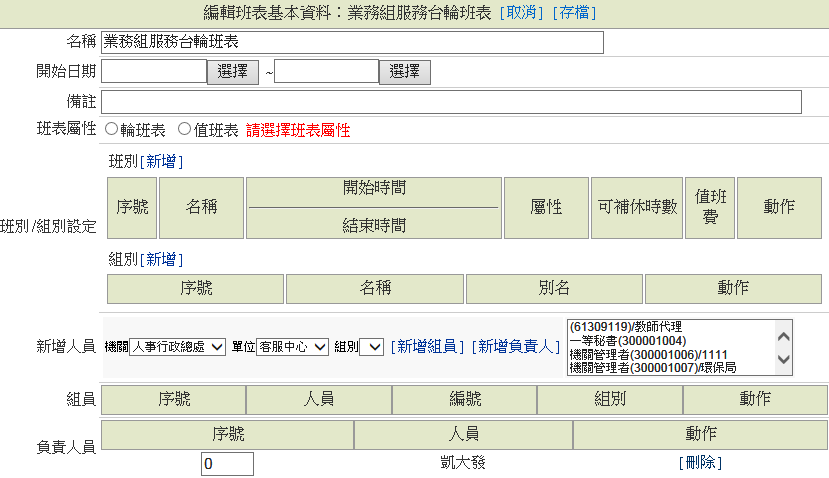 編輯班表基本資料：業務組服務台輪班表 [取消] [存檔]
名稱 業務組服務台輪班表
開始日期 選擇 ~ 選擇
備註
班表屬性 輪班表 值班表 請選擇班表屬性
班別[新增]
序號 名稱 開始時間 結束時間 屬性 可補休時數 值班費 動作
班別/組別設定
組別[新增]
序號 名稱 別名 動作
新增人員 機關 人事行政總處 單位 客服中心 組別 [新增組員] [新增負責人]
(61309119)/教師代理
一等秘書(300001004)
機關管理者(300001006)/1111
機關管理者(300001007)/環保局
組員 序號 人員 編號 組別 動作
負責人員 序號 人員 動作
0 凱大發 [刪除]